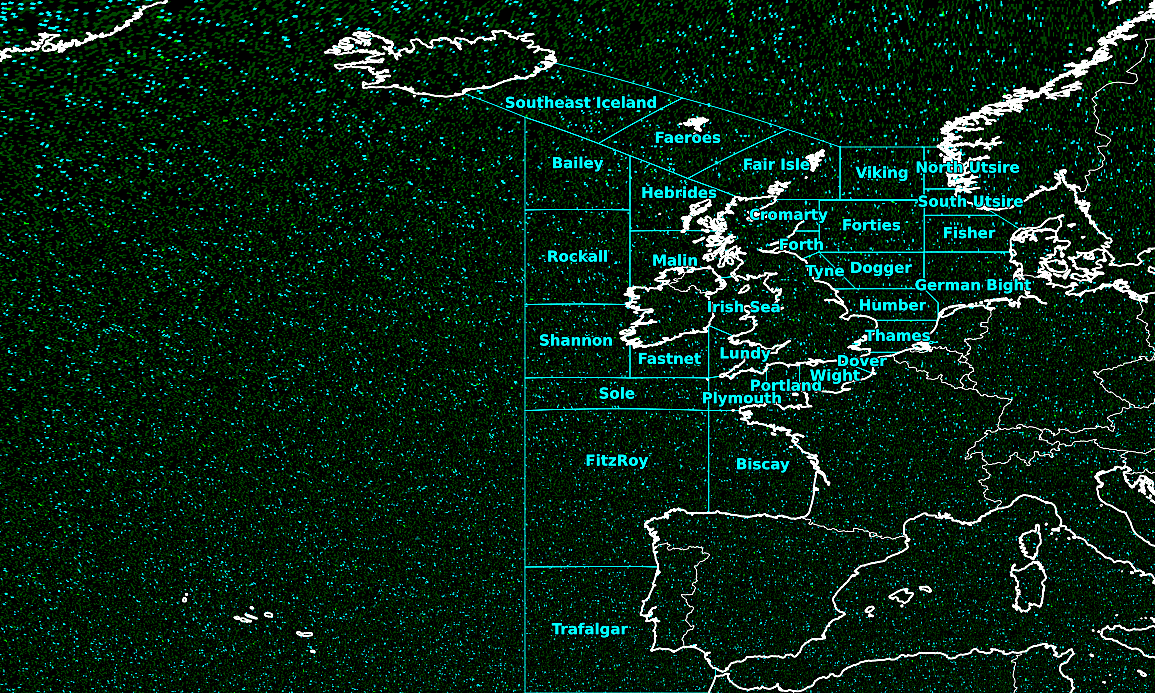 Southeast Iceland
Faeroes
Bailey
Fair Isle
North Utsire
Viking
Hebrides
South Utsire
Cromarty
Forties
Fisher
Forth
Rockall
Malin
Tyne
Dogger
German Bight
Irish Sea
Humber
Shannon
Thames
Lundy
Fastnet
Dover
Wight
Portland
Sole
Plymouth
FitzRoy
Biscay
Trafalgar